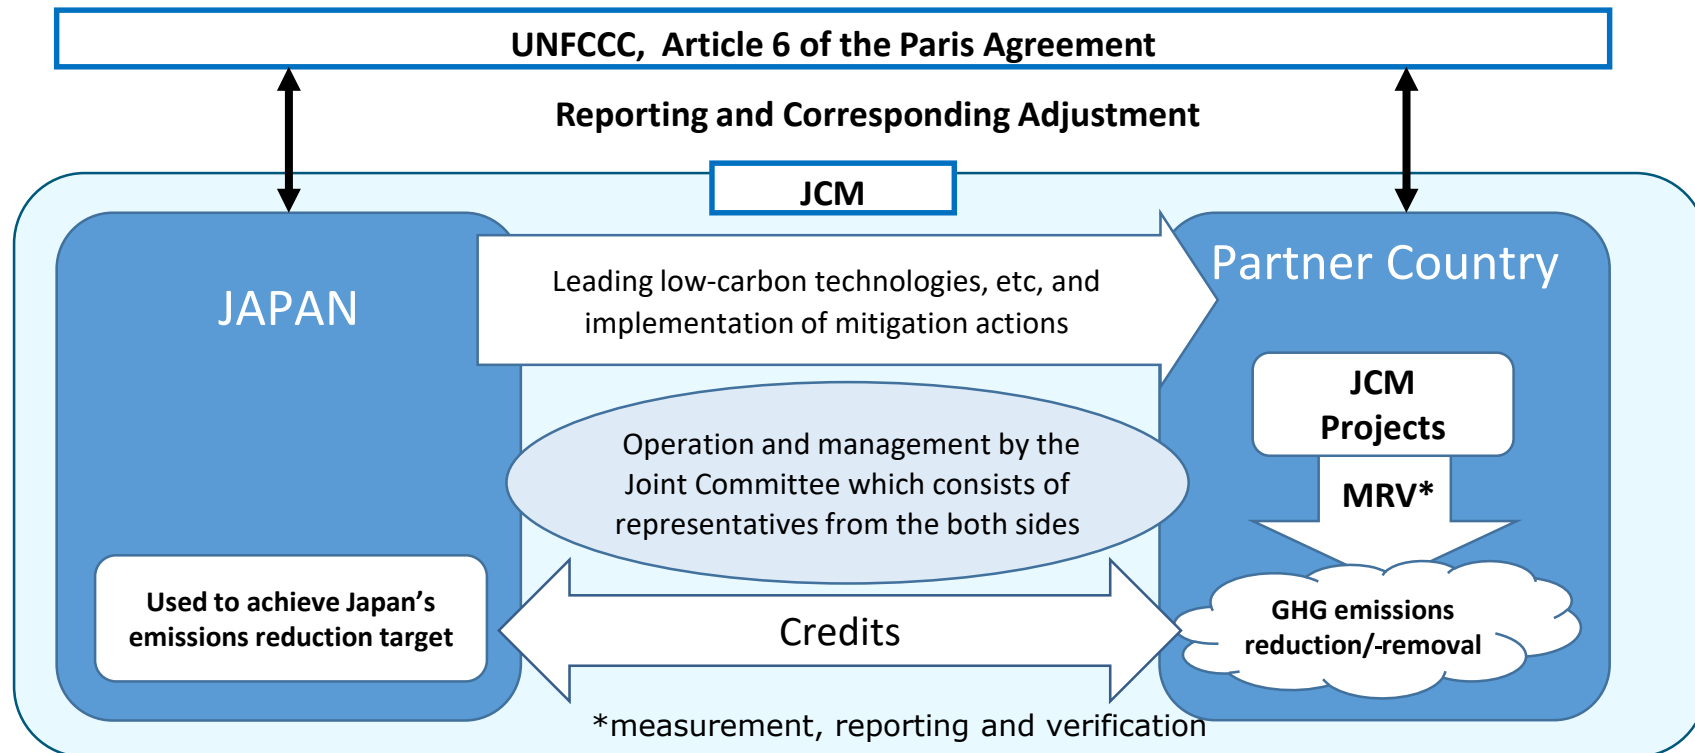 UNFCCC, Article 6 of the Paris Agreement
Reporting and Corresponding Adjustment
JCM
JAPAN
Leading low-carbon technologies, etc, and
implementation of mitigation actions
Partner Country
JCM
Projects
MRV*
Operation and management by the
Joint Committee which consists of
representatives from the both sides
Used to achieve Japan’s
emissions reduction target
Credits
GHG emissions
reduction/-removal
*measurement, reporting and verification